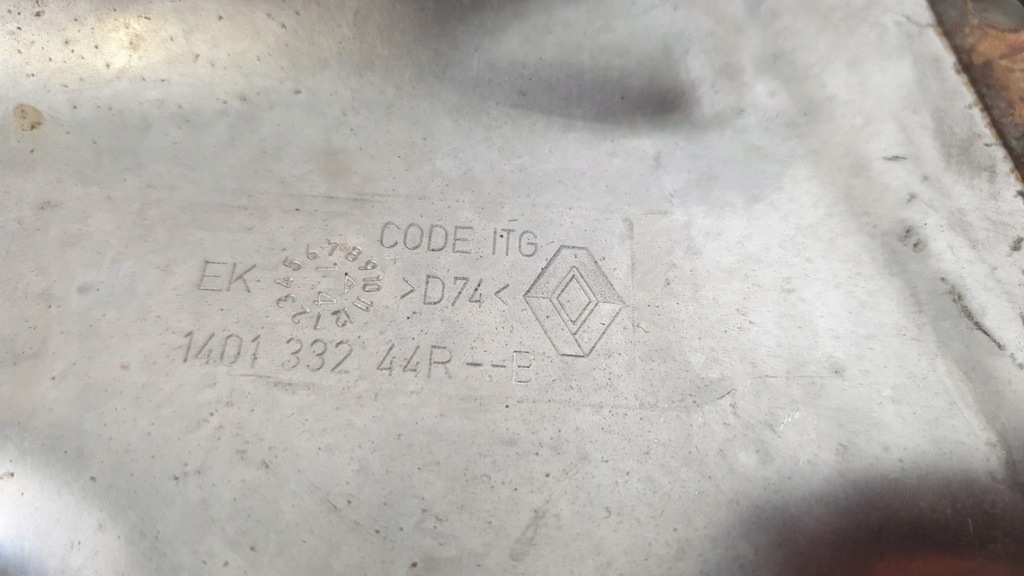 CODE ITG
EK >D74<
1401 332 44R--B